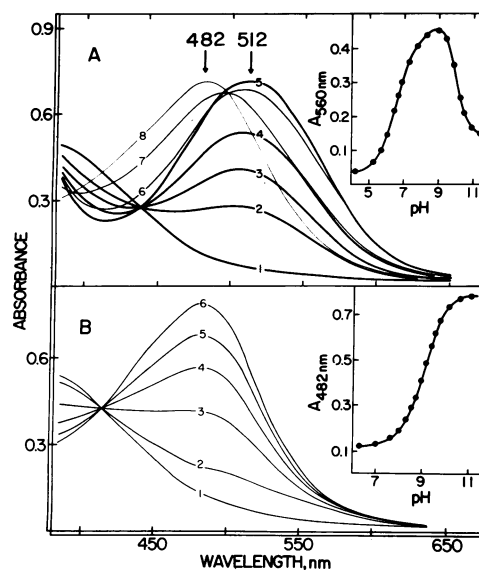 0.9
0.6
0.3
A
482 512
8
7
6
5
4
3
2
1
A560nm
0.4
0.3
0.2
0.1
5 7 9 11
pH
ABSORBANCE
B
0.6
0.3
6
5
4
3
2
1
A482nm
0.7
0.5
0.3
0.1
7 9 11
pH
450 550 650
WAVELENGTH, nm